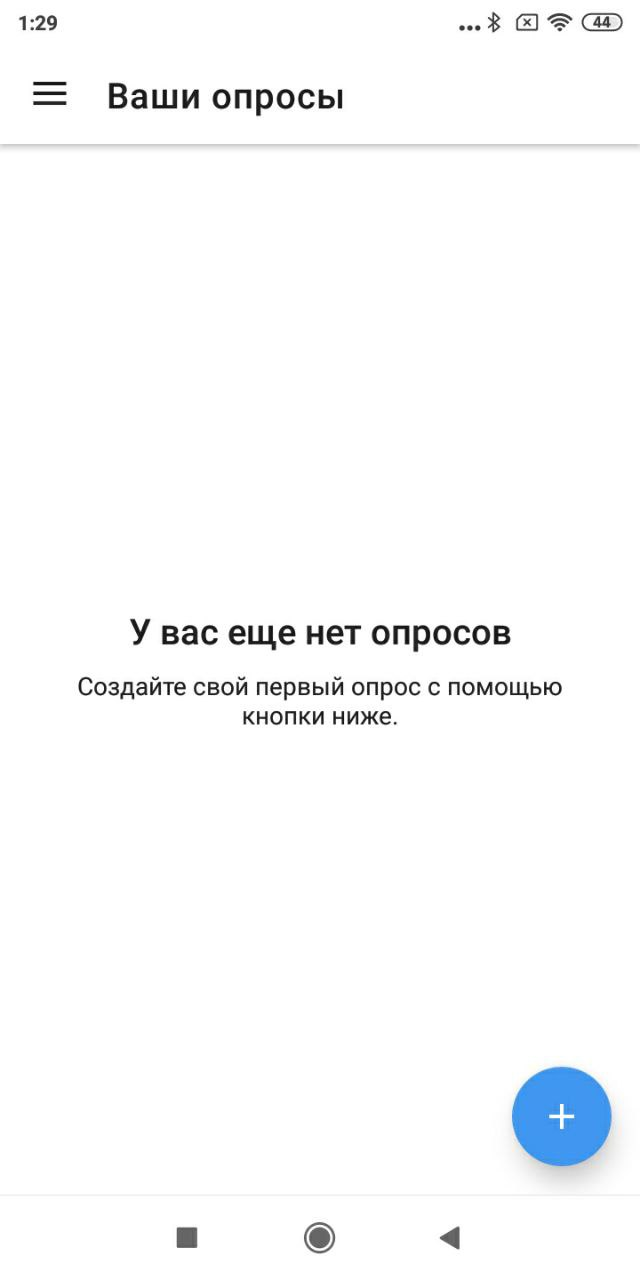 1:29
44
Ваши опросы
У вас еще нет опросов
Создайте свой первый опрос с помощью
кнопки ниже.